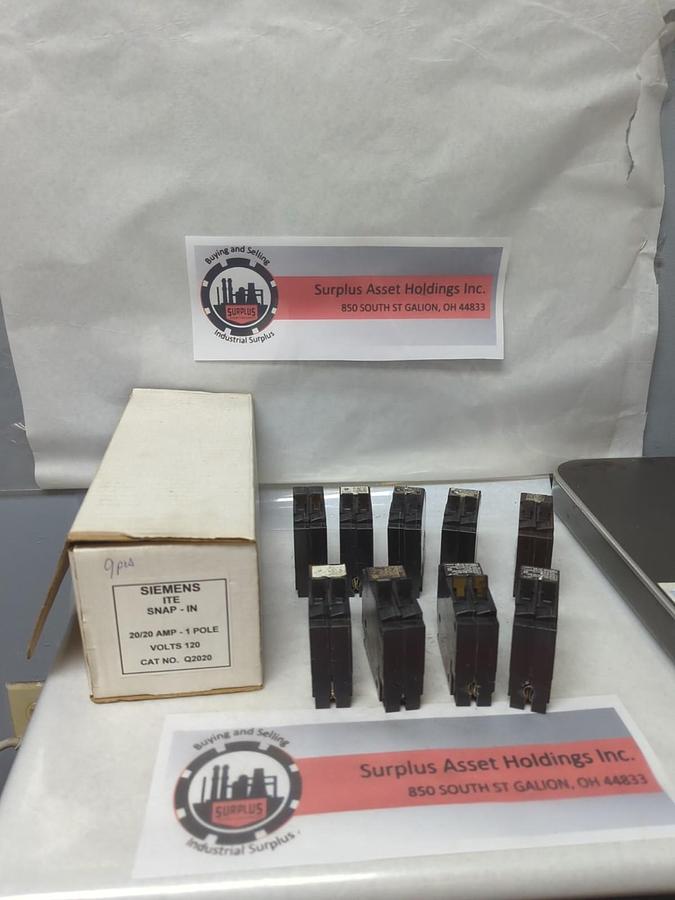 Buying and Selling
SURPLUS
Industrial Surplus
Surplus Asset Holdings Inc.
850 SOUTH ST GALION, OH 44833
9pcs
SIEMENS
ITE
SNAP - IN
20/20 AMP - 1 POLE
VOLTS 120
CAT NO. Q2020
Buying and Selling
SURPLUS
Industrial Surplus
Surplus Asset Holdings Inc.
850 SOUTH ST GALION, OH 44833